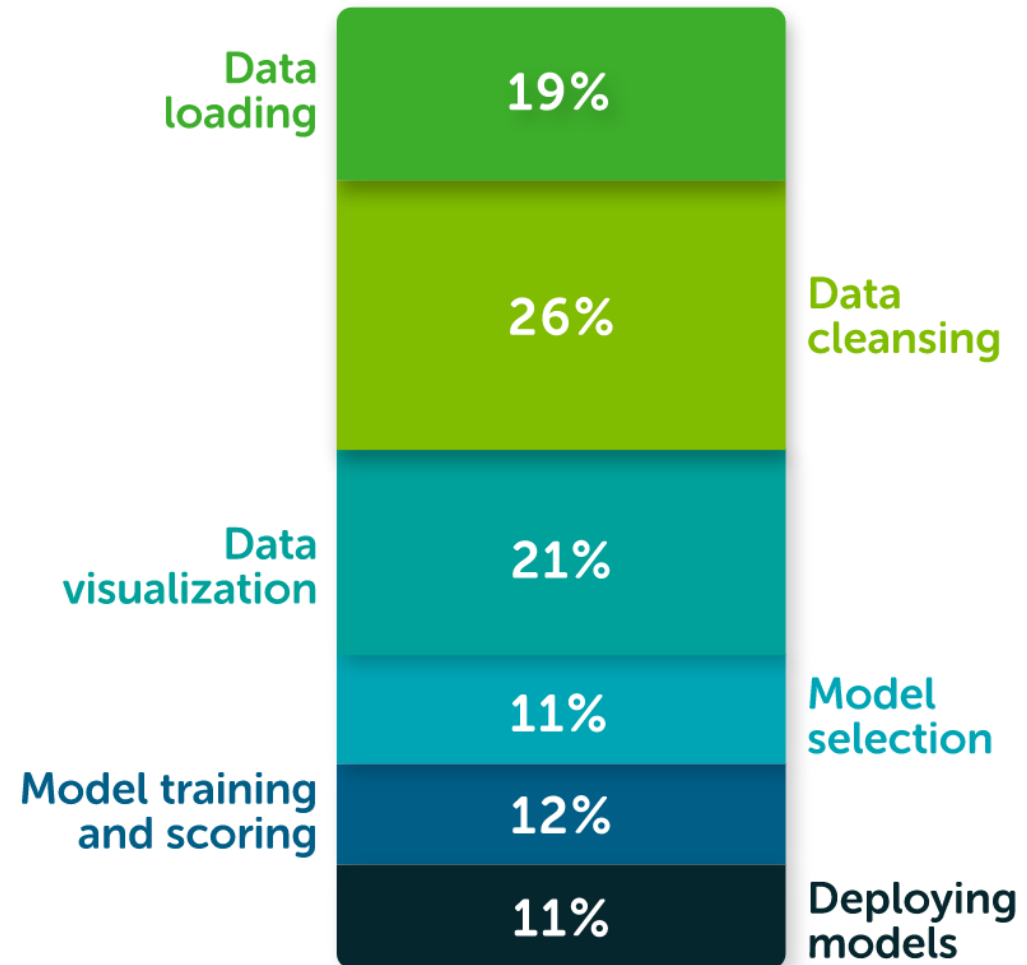 Data
loading
19%
26%
Data
cleansing
Data
visualization
21%
11%
Model
selection
Model training
and scoring
12%
11%
Deploying
models